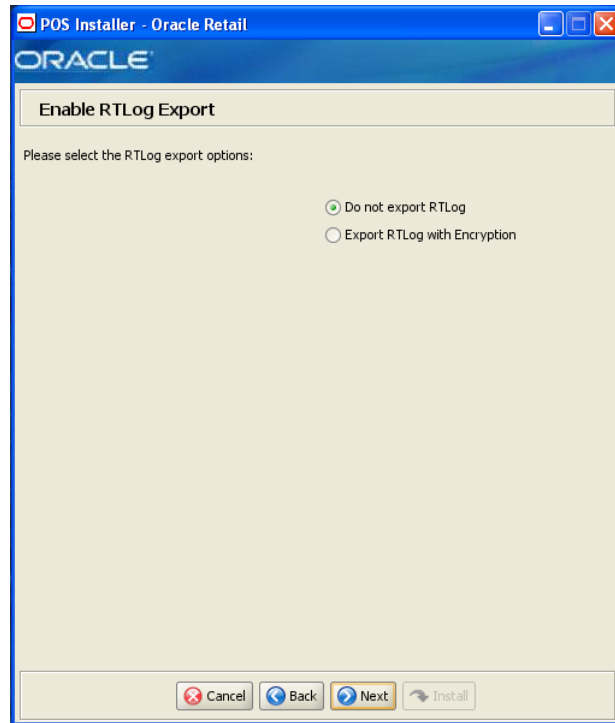 POS Installer - Oracle Retail
ORACLE
Enable RTLog Export
Please select the RTLog export options:
Do not export RTLog
Export RTLog with Encryption
Cancel Back Next Install